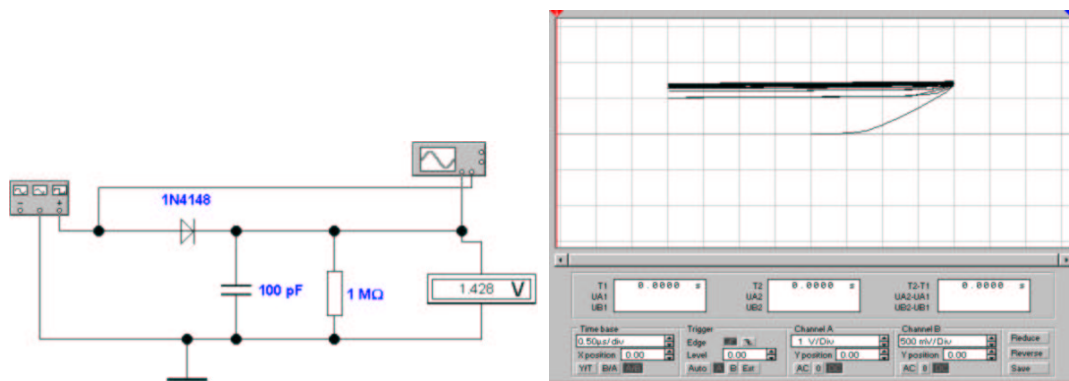 1N4148
100 pF
1 MΩ
1.428 V
T1 0.0000 s
UA1
UB1
T2 0.0000 s
UA2
UB2
T2-T1 0.0000 s
UA2-UA1
UB2-UB1
Time base
0.50µs/div
X position 0.00
Y/T B/A A/B
Trigger
Edge
Level 0.00
Auto A B Ext
Channel A
1 V/Div
Y position 0.00
AC 0 DC
Channel B
500 mV/Div
Y position 0.00
AC 0 DC
Reduce
Reverse
Save